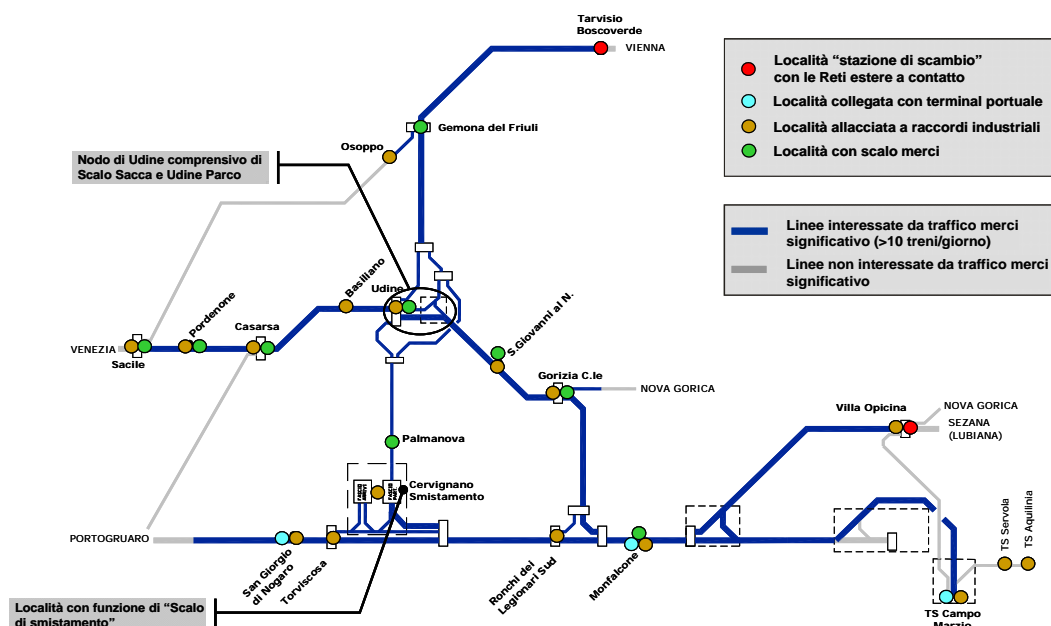 Tarvisio
Boscoverde
VIENNA
Località “stazione di scambio”
con le Reti estere a contatto
Località collegata con terminal portuale
Località allacciata a raccordi industriali
Località con scalo merci
Gemona del Friuli
Osoppo
Nodo di Udine comprensivo di
Scalo Sacca e Udine Parco
Linee interessate da traffico merci
significativo (>10 treni/giorno)
Linee non interessate da traffico merci
significativo
Basiliano
Udine
S.Giovanni al N.
Pordenone
Casarsa
VENEZIA
Sacile
Gorizia C.le
NOVA GORICA
Villa Opicina
NOVA GORICA
SEZANA
(LUBIANA)
Palmanova
Cervignano
Smistamento
PORTOGRUARO
San Giorgio
di Nogaro
Torviscosa
Ronchi dei
Legionari Sud
Monfalcone
TS Servola
TS Aquilinia
TS Campo
Marzio
Località con funzione di “Scalo
di smistamento”